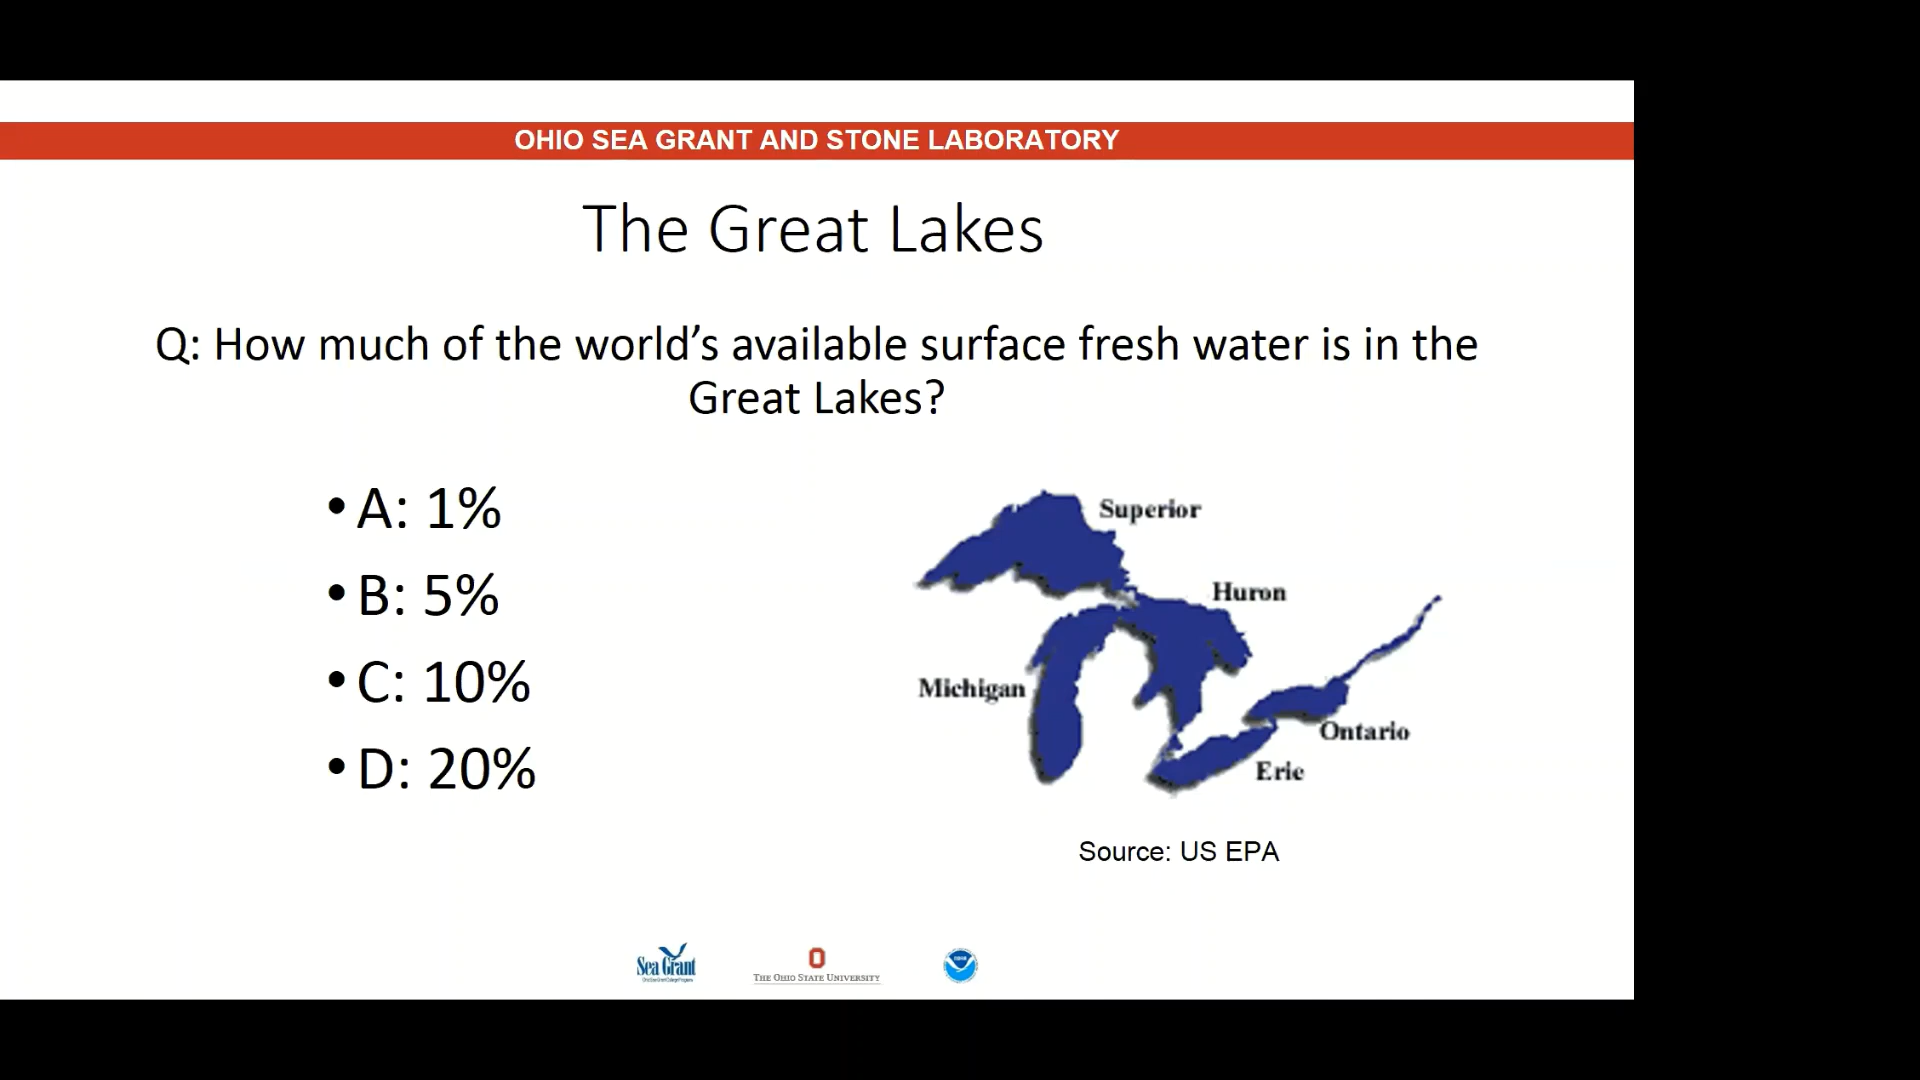 OHIO SEA GRANT AND STONE LABORATORY
The Great Lakes
Q: How much of the world’s available surface fresh water is in the
Great Lakes?
• A: 1%
• B: 5%
• C: 10%
• D: 20%
Superior
Huron
Michigan
Ontario
Erie
Source: US EPA
Sea Grant
THE OHIO STATE UNIVERSITY